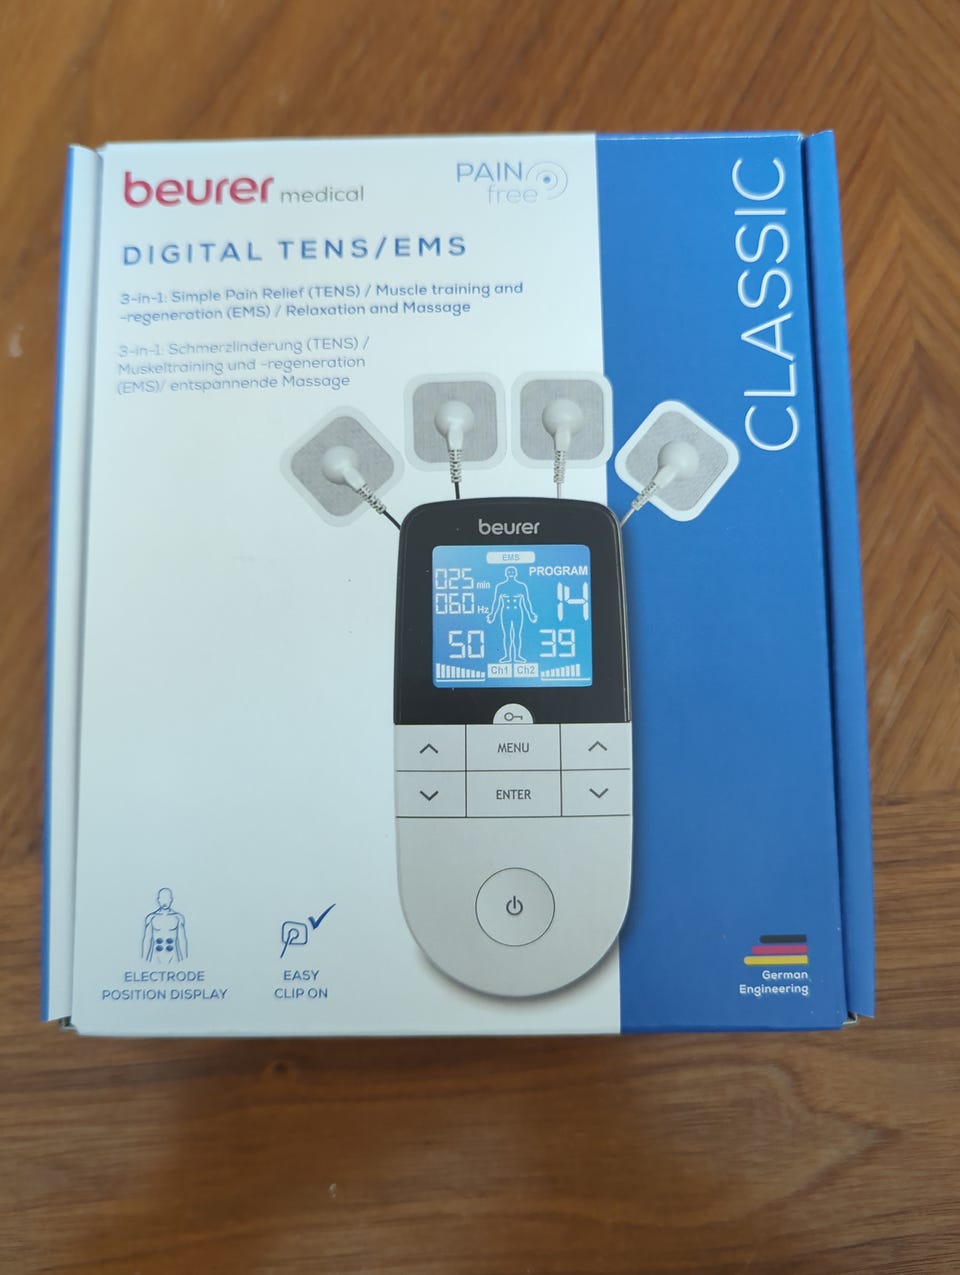 beurer medical
PAIN
free
CLASSIC
DIGITAL TENS/EMS
3-in-1: Simple Pain Relief (TENS) / Muscle training and
-regeneration (EMS) / Relaxation and Massage
3-in-1: Schmerzlinderung (TENS) /
Muskeltraining und -regeneration
(EMS)/ entspannende Massage
beurer
EMS
025 min
PROGRAM
060 Hz
14
50
39
Ch1 Ch2
MENU
ENTER
ELECTRODE
POSITION DISPLAY
EASY
CLIP ON
German
Engineering